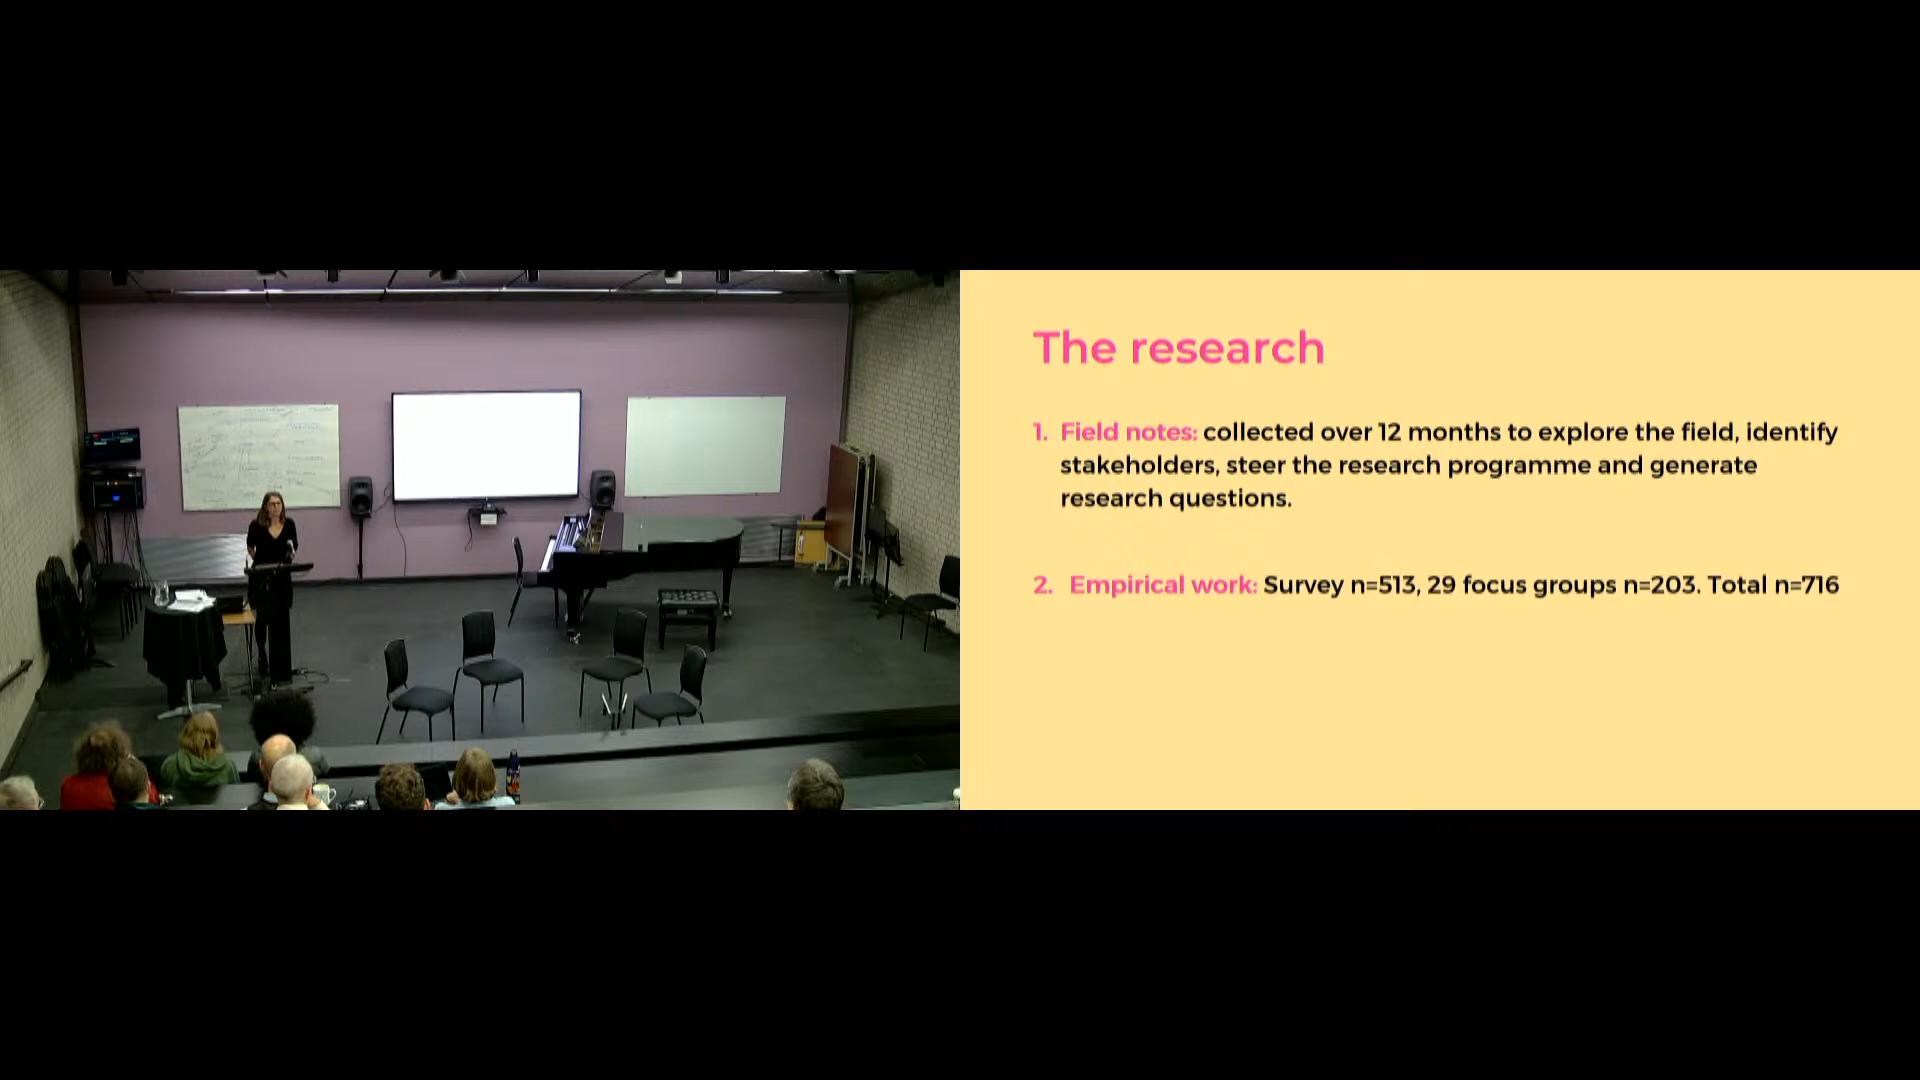 The research
1. Field notes: collected over 12 months to explore the field, identify
stakeholders, steer the research programme and generate
research questions.
2. Empirical work: Survey n=513, 29 focus groups n=203. Total n=716